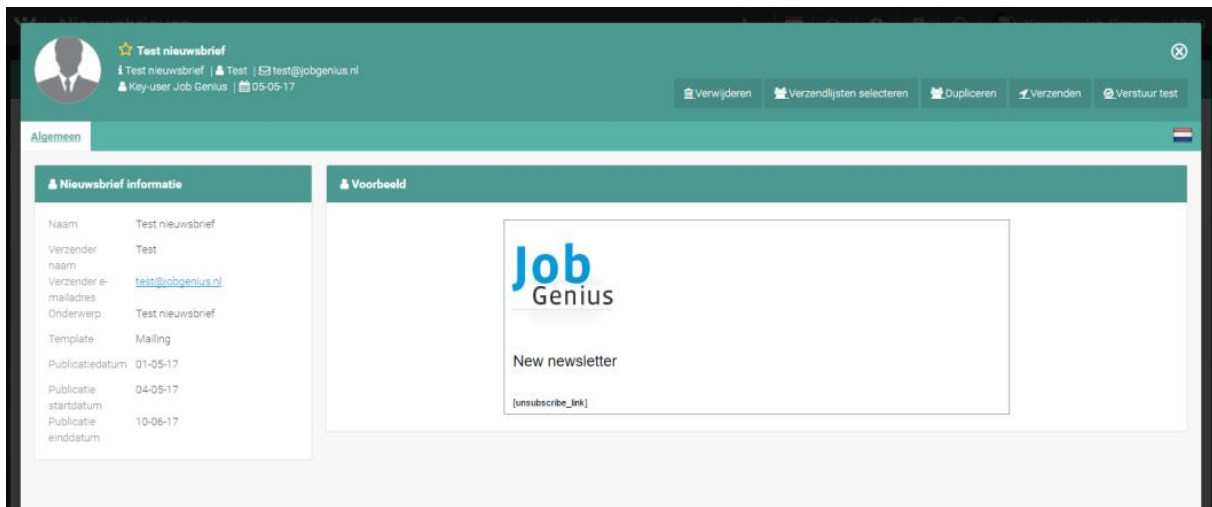 Test nieuwsbrief
Test nieuwsbrief | Test | test@jobgenius.nl
Key-user Job Genius | 05-05-17
Verwijderen Verzendlijsten selecteren Dupliceren Verzenden Verstuur test
Algemeen
Nieuwsbrief informatie
Naam Test nieuwsbrief
Verzender naam Test
Verzender e-mailadres test@jobgenius.nl
Onderwerp Test nieuwsbrief
Template Mailing
Publicatiedatum 01-05-17
Publicatie startdatum 04-05-17
Publicatie einddatum 10-06-17
Voorbeeld
Job
Genius
New newsletter
[unsubscribe_link]